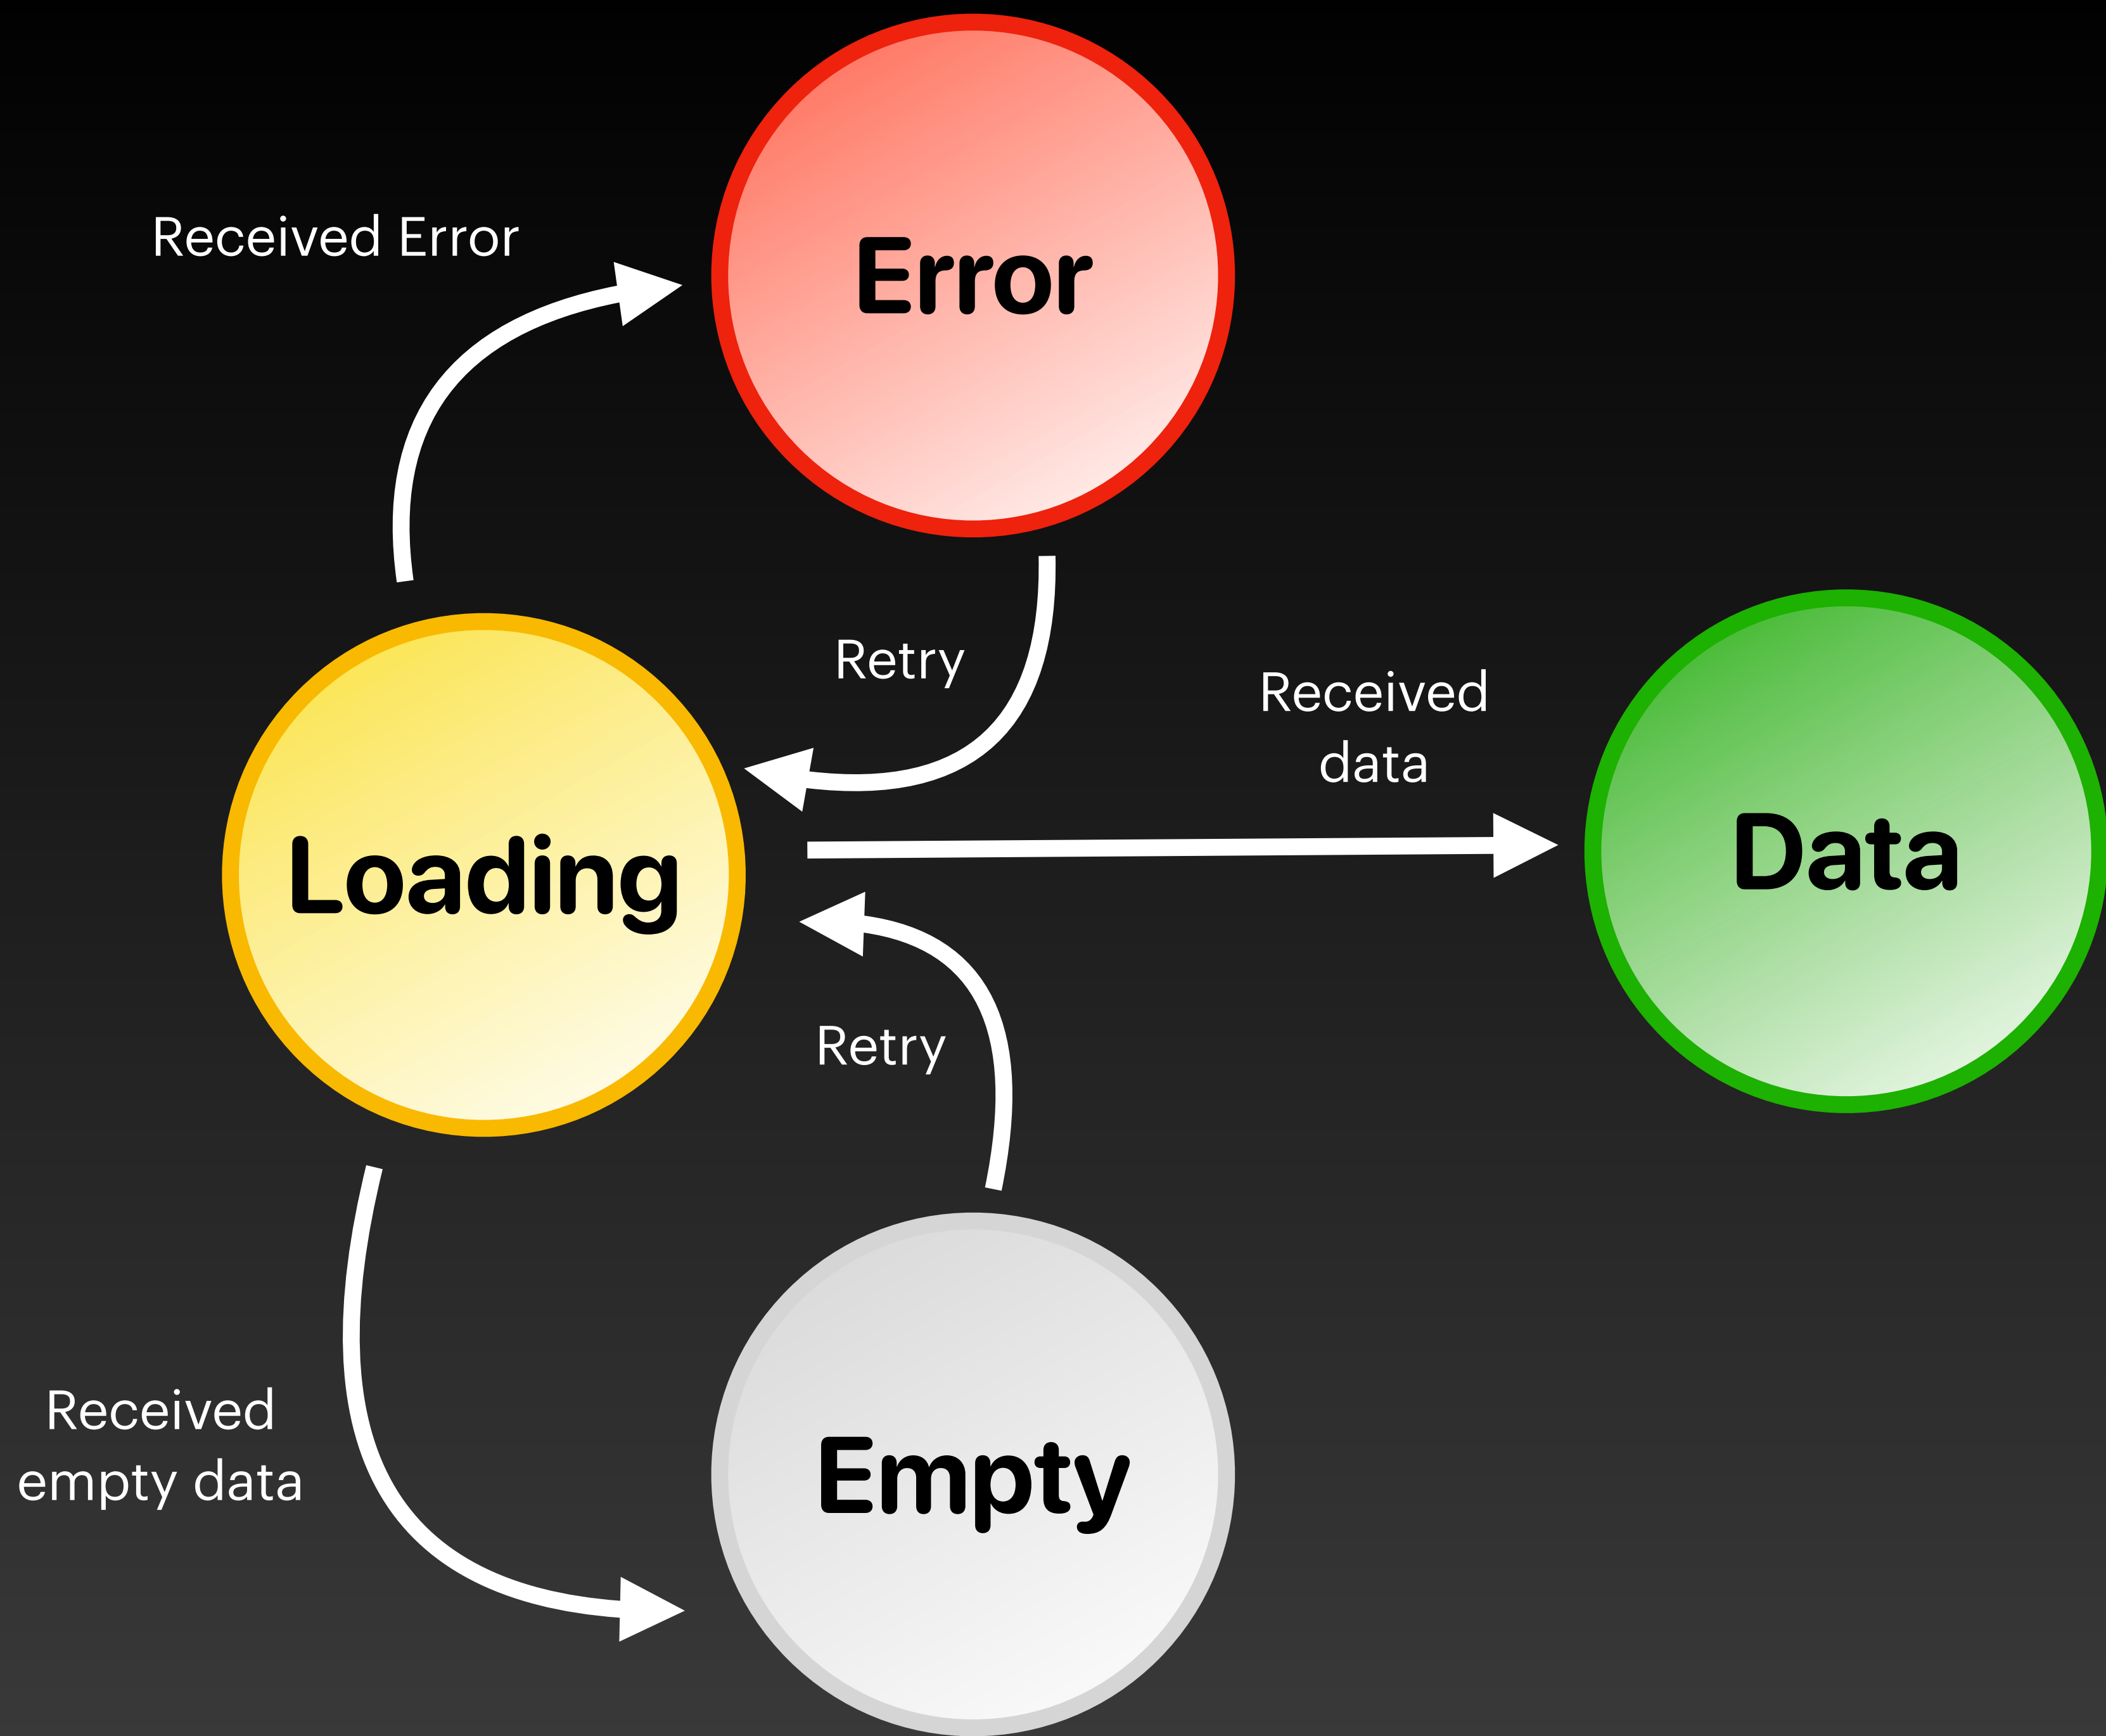 Received Error
Error
Retry
Received
data
Loading
Data
Retry
Received
empty data
Empty